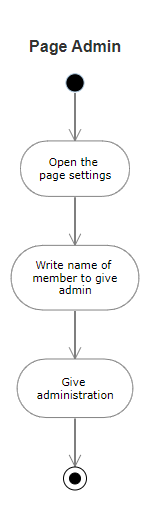 Page Admin
Open the
page settings
Write name of
member to give
admin
Give
administration